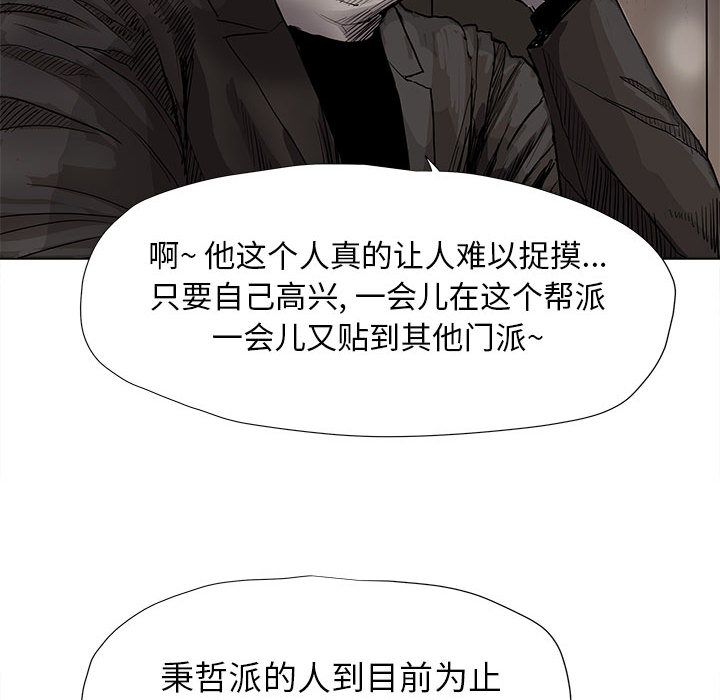 啊~ 他这个人真的让人难以捉摸...
只要自己高兴, 一会儿在这个帮派
一会儿又贴到其他门派~
秉哲派的人到目前为止